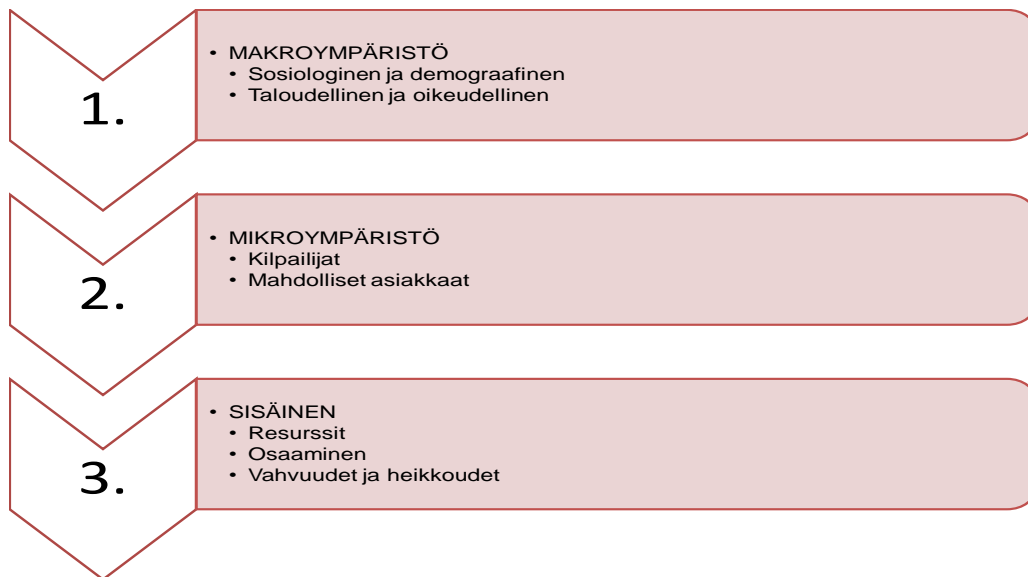 1.
• MAKROYMPÄRISTÖ
• Sosiologinen ja demograafinen
• Taloudellinen ja oikeudellinen
2.
• MIKROYMPÄRISTÖ
• Kilpailijat
• Mahdolliset asiakkaat
3.
• SISÄINEN
• Resurssit
• Osaaminen
• Vahvuudet ja heikkoudet